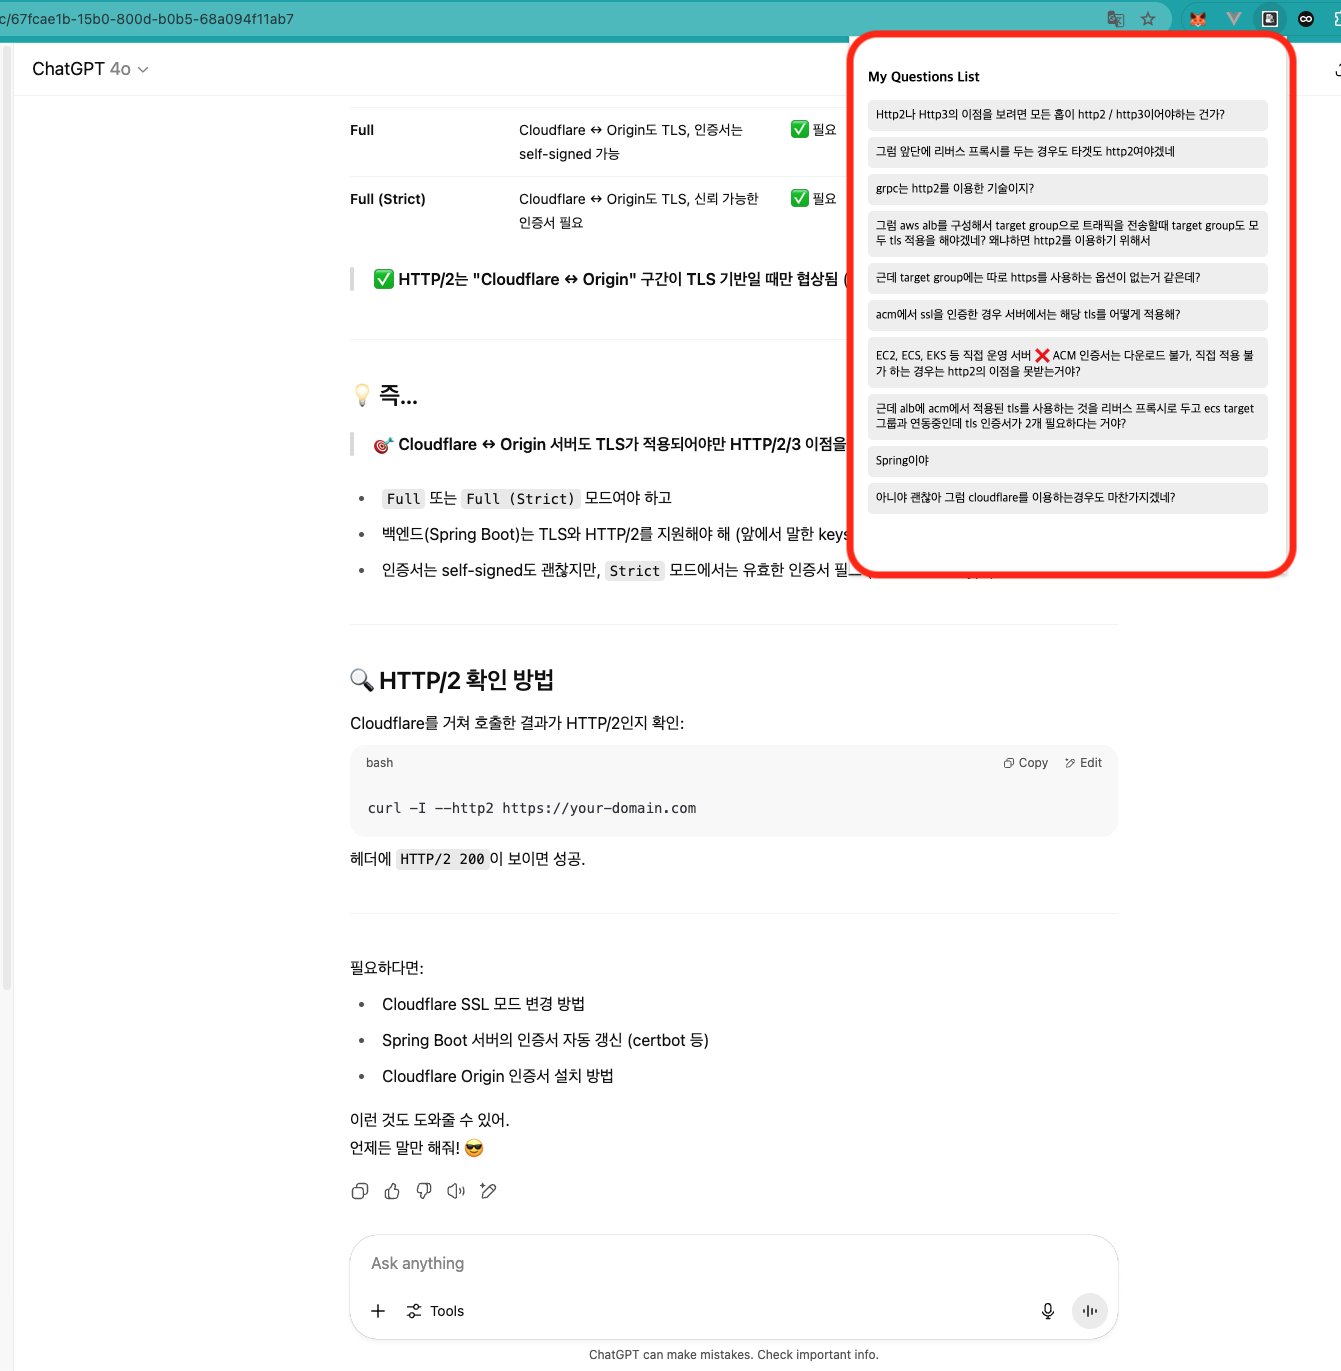 c/67fcae1b-15b0-800d-b0b5-68a094f11ab7
ChatGPT 4o
Full
Cloudflare ↔ Origin도 TLS, 인증서는
self-signed 가능
✅ 필요
Full (Strict)
Cloudflare ↔ Origin도 TLS, 신뢰 가능한
인증서 필요
✅ 필요
✅ HTTP/2는 "Cloudflare ↔ Origin" 구간이 TLS 기반일 때만 협상됨 (
💡 즉...
🎯 Cloudflare ↔ Origin 서버도 TLS가 적용되어야만 HTTP/2/3 이점을
• Full 또는 Full (Strict) 모드여야 하고
• 백엔드(Spring Boot)는 TLS와 HTTP/2를 지원해야 해 (앞에서 말한 keys
• 인증서는 self-signed도 괜찮지만, Strict 모드에서는 유효한 인증서
🔍 HTTP/2 확인 방법
Cloudflare를 거쳐 호출한 결과가 HTTP/2인지 확인:
bash
Copy
Edit
curl -I --http2 https://your-domain.com
헤더에 HTTP/2 200이 보이면 성공.
필요하다면:
• Cloudflare SSL 모드 변경 방법
• Spring Boot 서버의 인증서 자동 갱신 (certbot 등)
• Cloudflare Origin 인증서 설치 방법
이런 것도 도와줄 수 있어.
언제든 말만 해줘! 😎
Ask anything
Tools
ChatGPT can make mistakes. Check important info.
My Questions List
Http2나 Http3의 이점을 보려면 모든 홉이 http2 / http3이어야하는 건가?
그럼 앞단에 리버스 프록시를 두는 경우도 타겟도 http2여야겠네
grpc는 http2를 이용한 기술이지?
그럼 aws alb를 구성해서 target group으로 트래픽을 전송할때 target group도 모
두 tls 적용을 해야겠네? 왜냐하면 http2를 이용하기 위해서
근데 target group에는 따로 https를 사용하는 옵션이 없는거 같은데?
acm에서 ssl을 인증한 경우 서버에서는 해당 tls를 어떻게 적용해?
EC2, ECS, EKS 등 직접 운영 서버 ❌ ACM 인증서는 다운로드 불가, 직접 적용 불
가 하는 경우는 http2의 이점을 못받는거야?
근데 alb에 acm에서 적용된 tls를 사용하는 것을 리버스 프록시로 두고 ecs target
그룹과 연동중인데 tls 인증서가 2개 필요하다는 거야?
Spring이야
아니야 괜찮아 그럼 cloudflare를 이용하는경우도 마찬가지겠네?